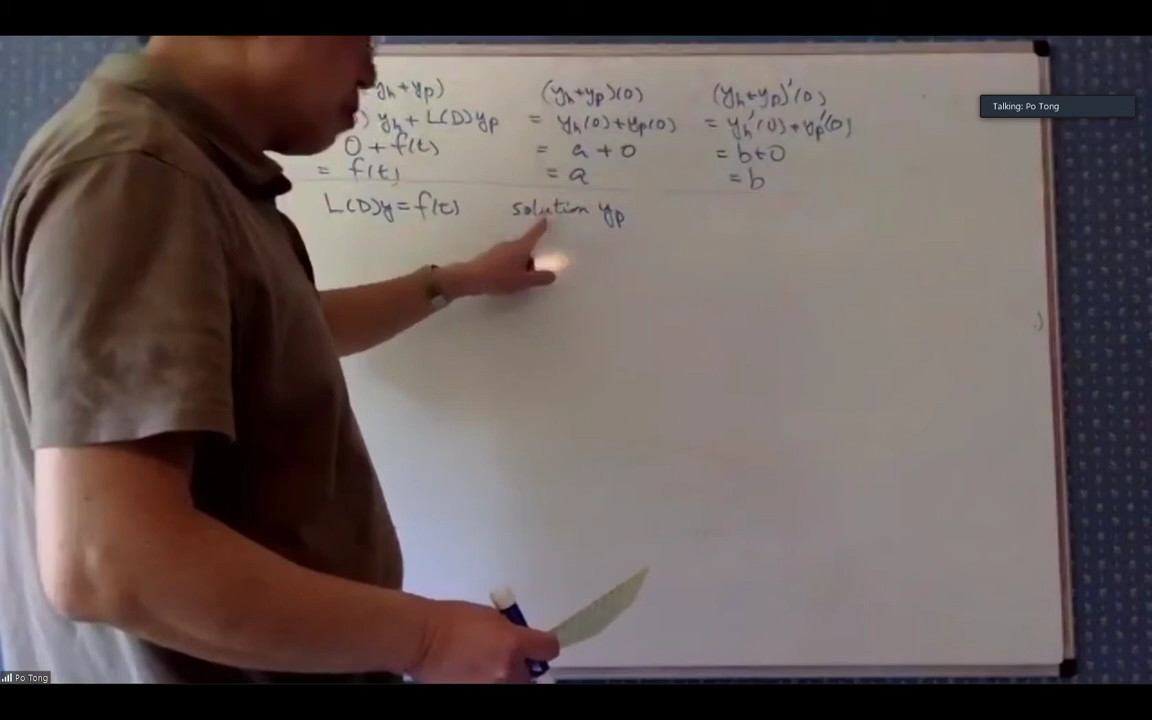 yₕ+yₚ) (yₕ+yₚ)(0) (yₕ+yₚ)'(0)
) yₕ + L(D)yₚ = yₕ(0)+yₚ(0) = yₕ'(0)+yₚ'(0)
0 + f(t) = a + 0 = b+0
= f(t) = a = b
L(D)y = f(t) solution yₚ
Talking: Po Tong
Po Tong